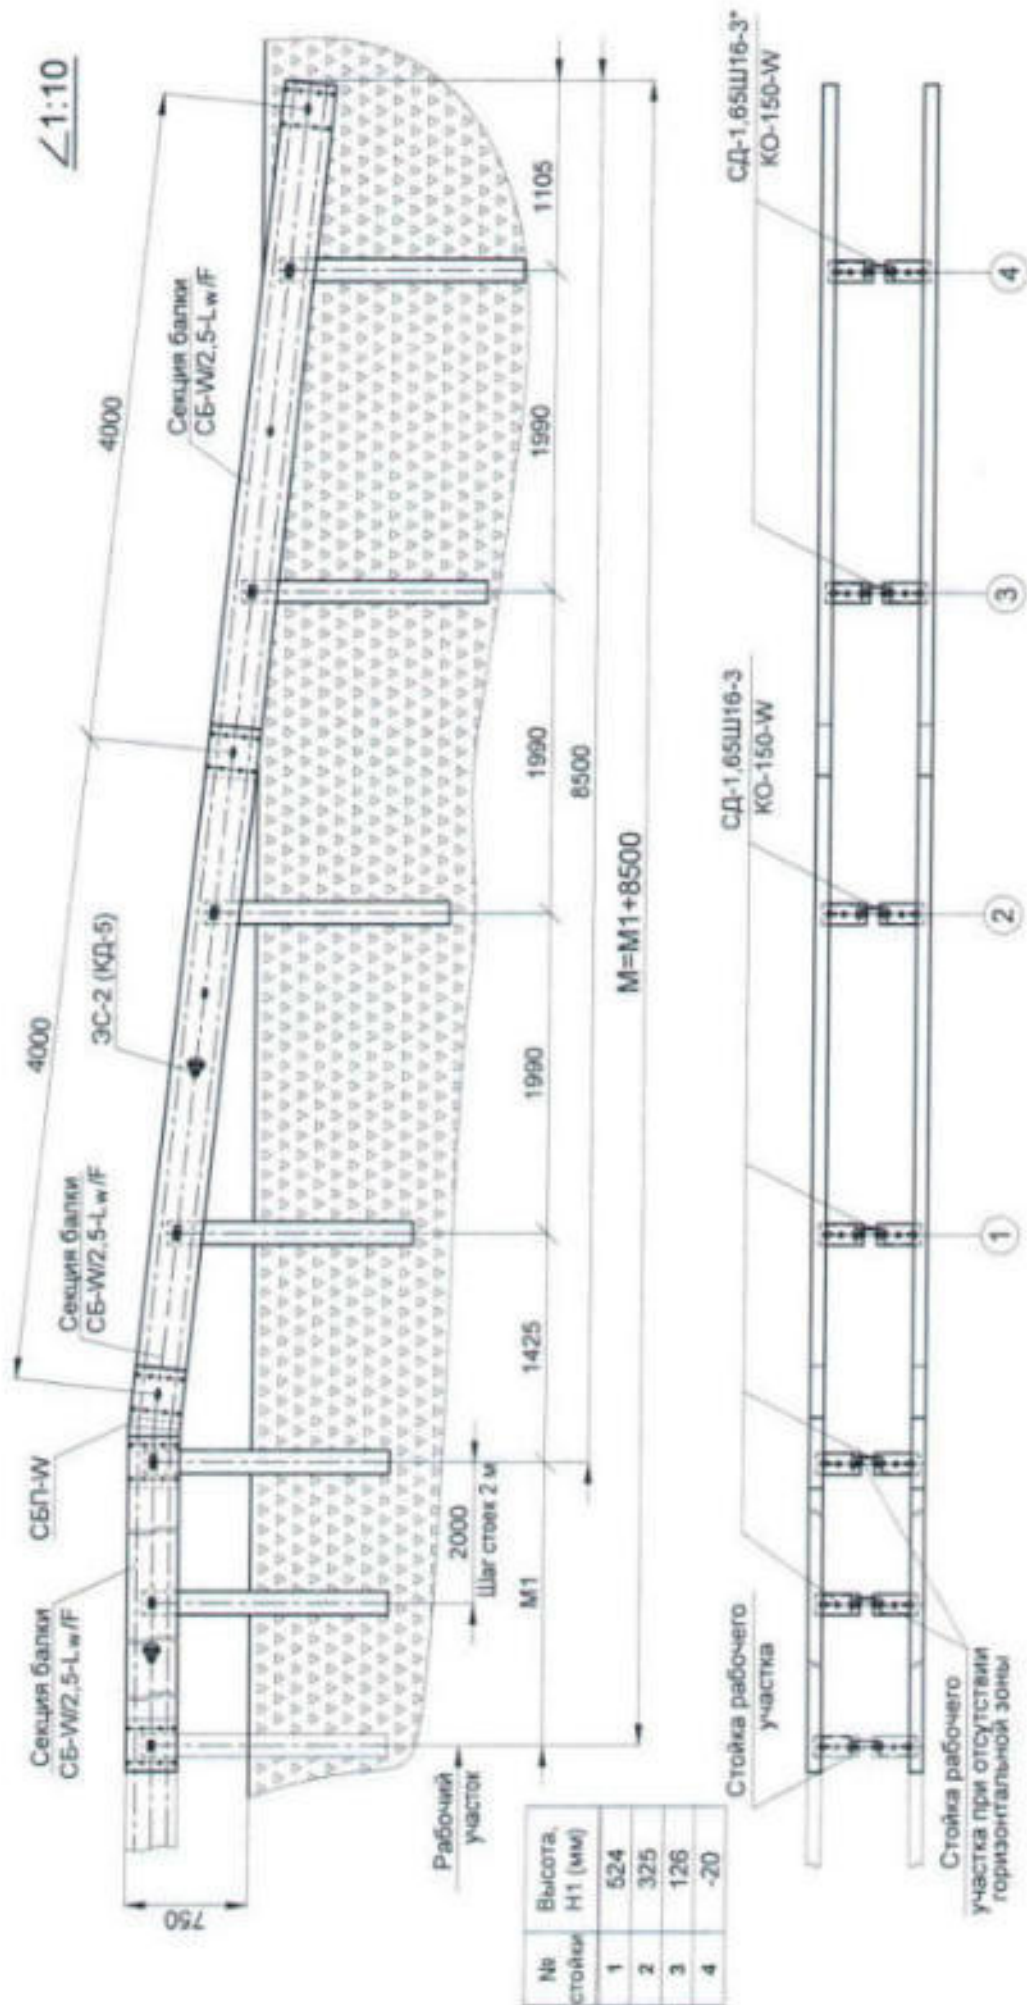 ∠1:10
4000
4000
СБП-W
Секция балки
СБ-W/2,5-Lw/F
Секция балки
СБ-W/2,5-Lw/F
ЭС-2 (КД-5)
Секция балки
СБ-W/2,5-Lw/F
750
Рабочий
участок
2000
Шаг стоек 2 м
М1
1425
1990
1990
1990
1105
8500
М=М1+8500
№
стойки
Высота,
Н1 (мм)
1
524
2
325
3
126
4
-20
Стойка рабочего
участка
СД-1,65Ш16-3
КО-150-W
СД-1,65Ш16-3*
КО-150-W
Стойка рабочего
участка при отсутствии
горизонтальной зоны
1
2
3
4